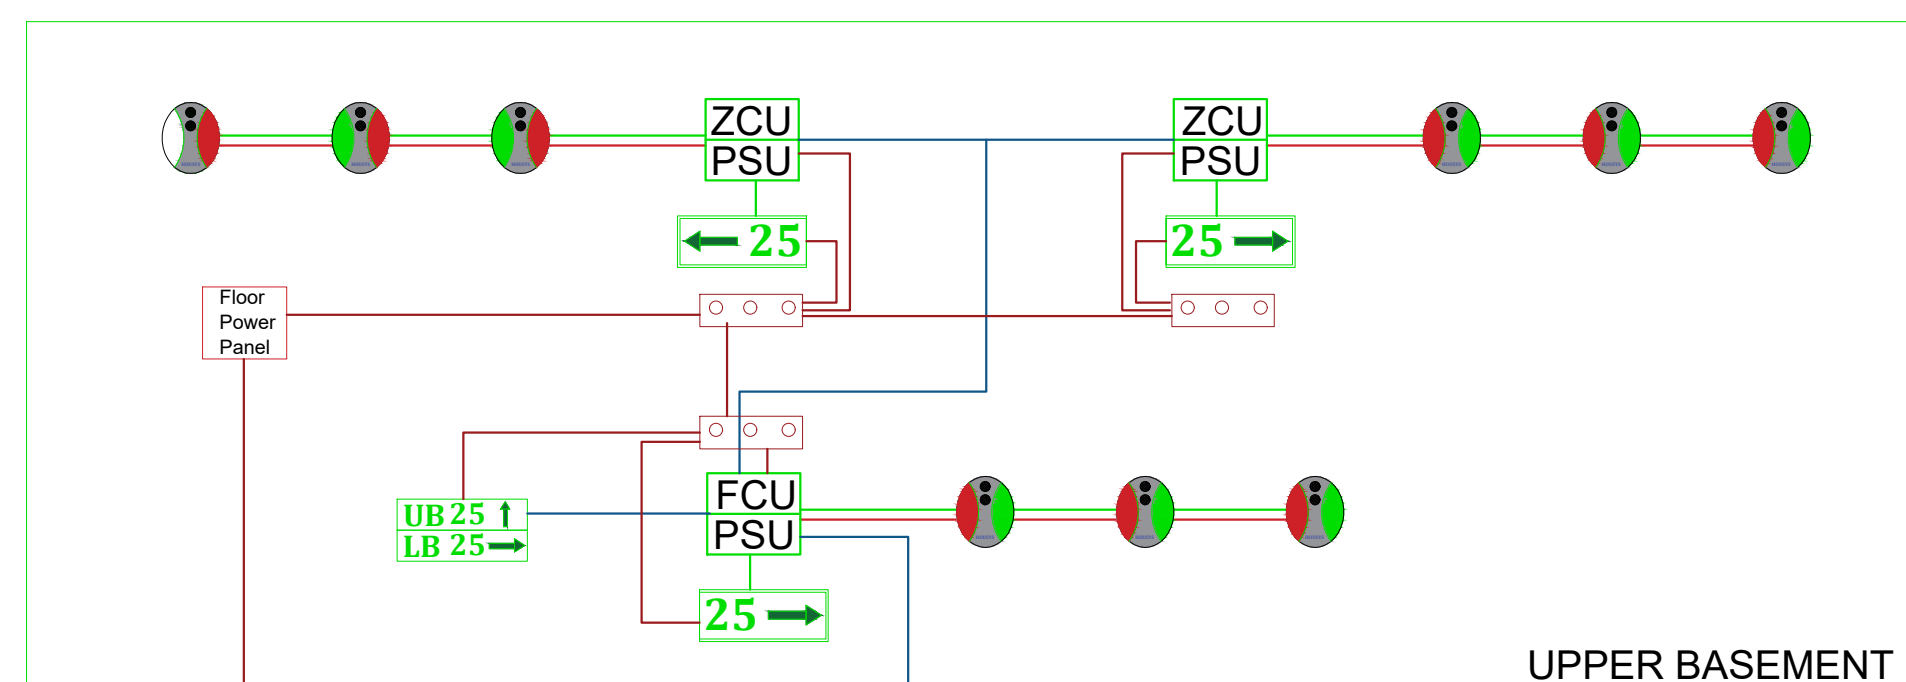 ZCU
PSU
ZCU
PSU
25
25
Floor
Power
Panel
FCU
PSU
UB 25
LB 25
25
UPPER BASEMENT